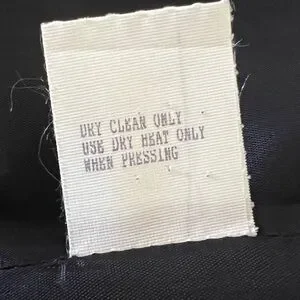 DRY CLEAN ONLY
USE DRY HEAT ONLY
WHEN PRESSING